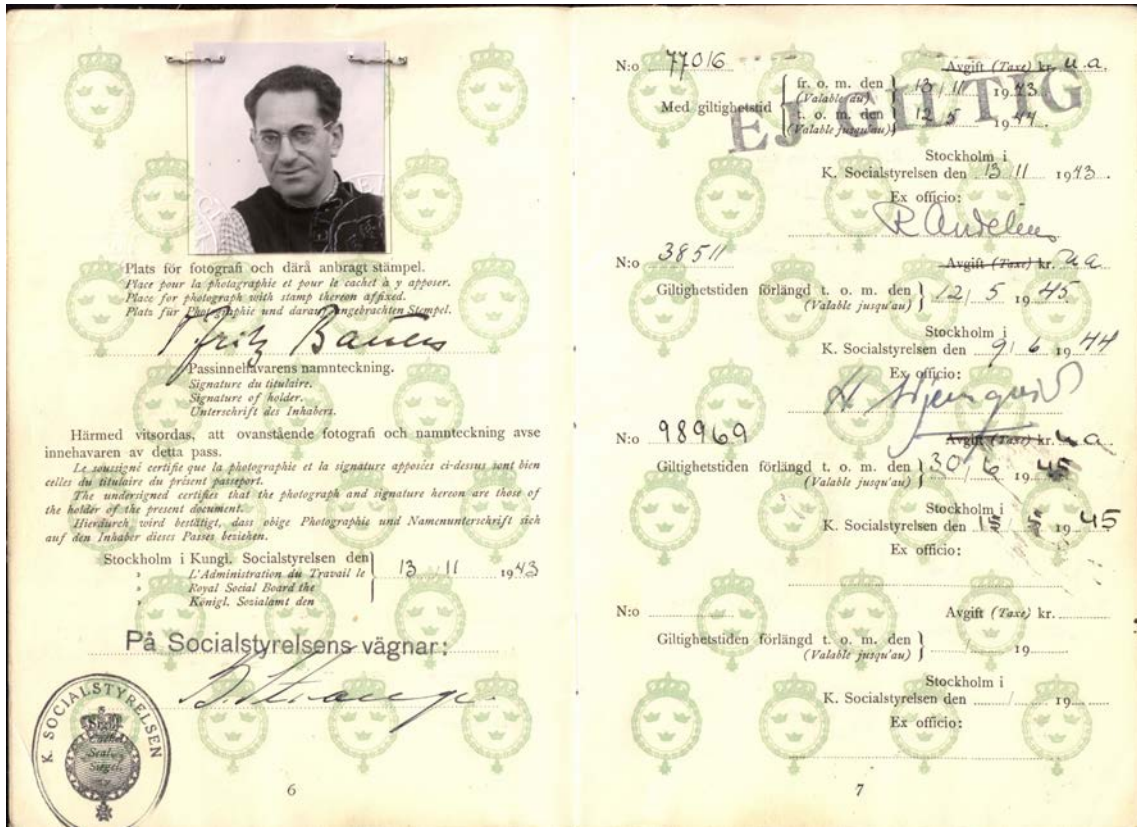 Plats för fotografi och därå anbragt stämpel.
Place pour la photagraphie et pour le cachet à y apposer.
Place for photograph with stamp thereon affixed.
Platz für Photographie und darauf angebrachten Stempel.
Fritz Bauer
Passinnehavarens namnteckning.
Signature du titulaire.
Signature of holder.
Unterschrift des Inhabers.
Härmed vitsordas, att ovanstående fotografi och namnteckning avse
innehavaren av detta pass.
Le soussigné certifie que la photographie et la signature apposées ci-dessus sont bien
celles du titulaire du présent passeport.
The undersigned certifies that the photograph and signature hereon are those of
the holder of the present document.
Hierdurch wird bestätigt, dass obige Photographie und Namenunterschrift sich
auf den Inhaber dieses Passes beziehen.
Stockholm i Kungl. Socialstyrelsen den } 13 11 1943
» L'Administration du Travail le
» Royal Social Board the
» Königl. Sozialamt den
På Socialstyrelsens vägnar:
K. SOCIALSTYRELSEN
Sigill.
Cachet
Seal.
Siegel.
6
N:o 77016 Avgift (Taxe) kr. u.a.
Med giltighetstid { fr. o. m. den (Valable du) } 13/11 1943
{ t. o. m. den (Valable jusqu'au) } 12 5 1944.
EJ GILTIG
Stockholm i
K. Socialstyrelsen den 13 11 1943
Ex officio:
N:o 38511 Avgift (Taxe) kr. u a
Giltighetstiden förlängd t. o. m. den } 12/5 1945.
(Valable jusqu'au)
Stockholm i
K. Socialstyrelsen den 9/6 1944
Ex officio:
N:o 98969 Avgift (Taxe) kr. u a
Giltighetstiden förlängd t. o. m. den } 30/6 1945
(Valable jusqu'au)
Stockholm i
K. Socialstyrelsen den 15/5 1945
Ex officio:
N:o Avgift (Taxe) kr.
Giltighetstiden förlängd t. o. m. den } / 19
(Valable jusqu'au)
Stockholm i
K. Socialstyrelsen den / 19
Ex officio:
7